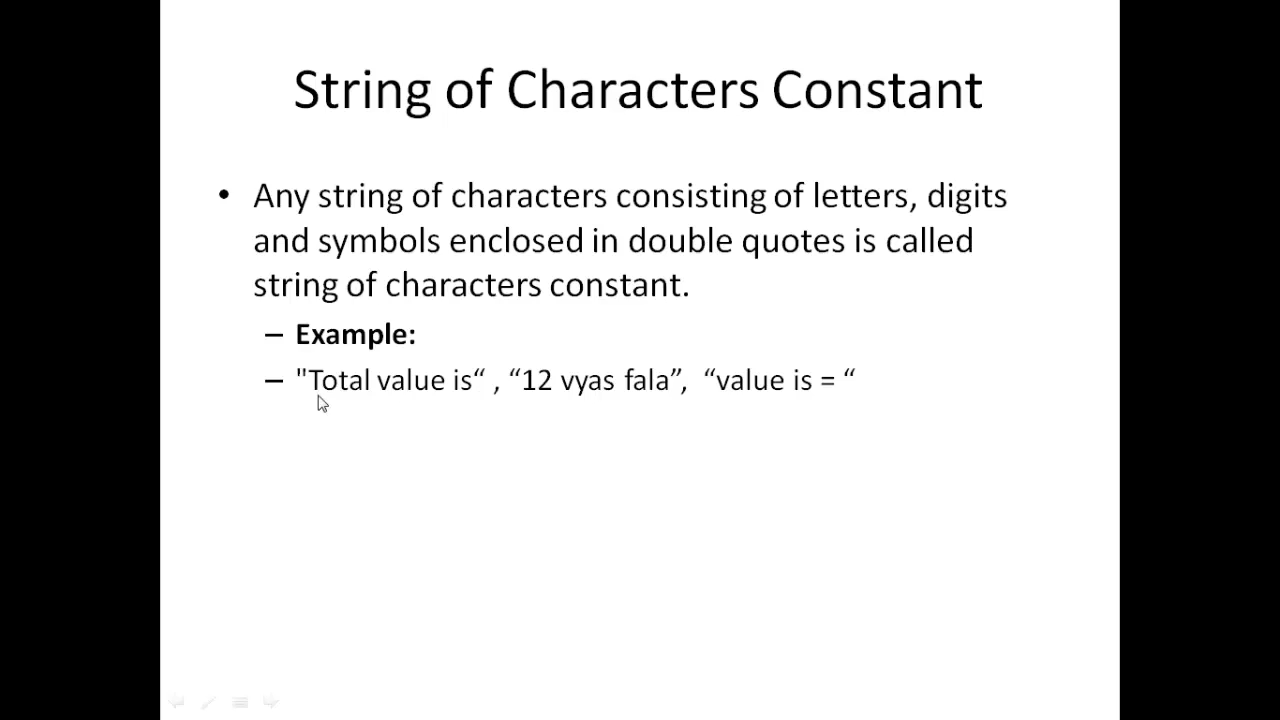 String of Characters Constant
• Any string of characters consisting of letters, digits
and symbols enclosed in double quotes is called
string of characters constant.
– Example:
– "Total value is“ , “12 vyas fala”, “value is = “